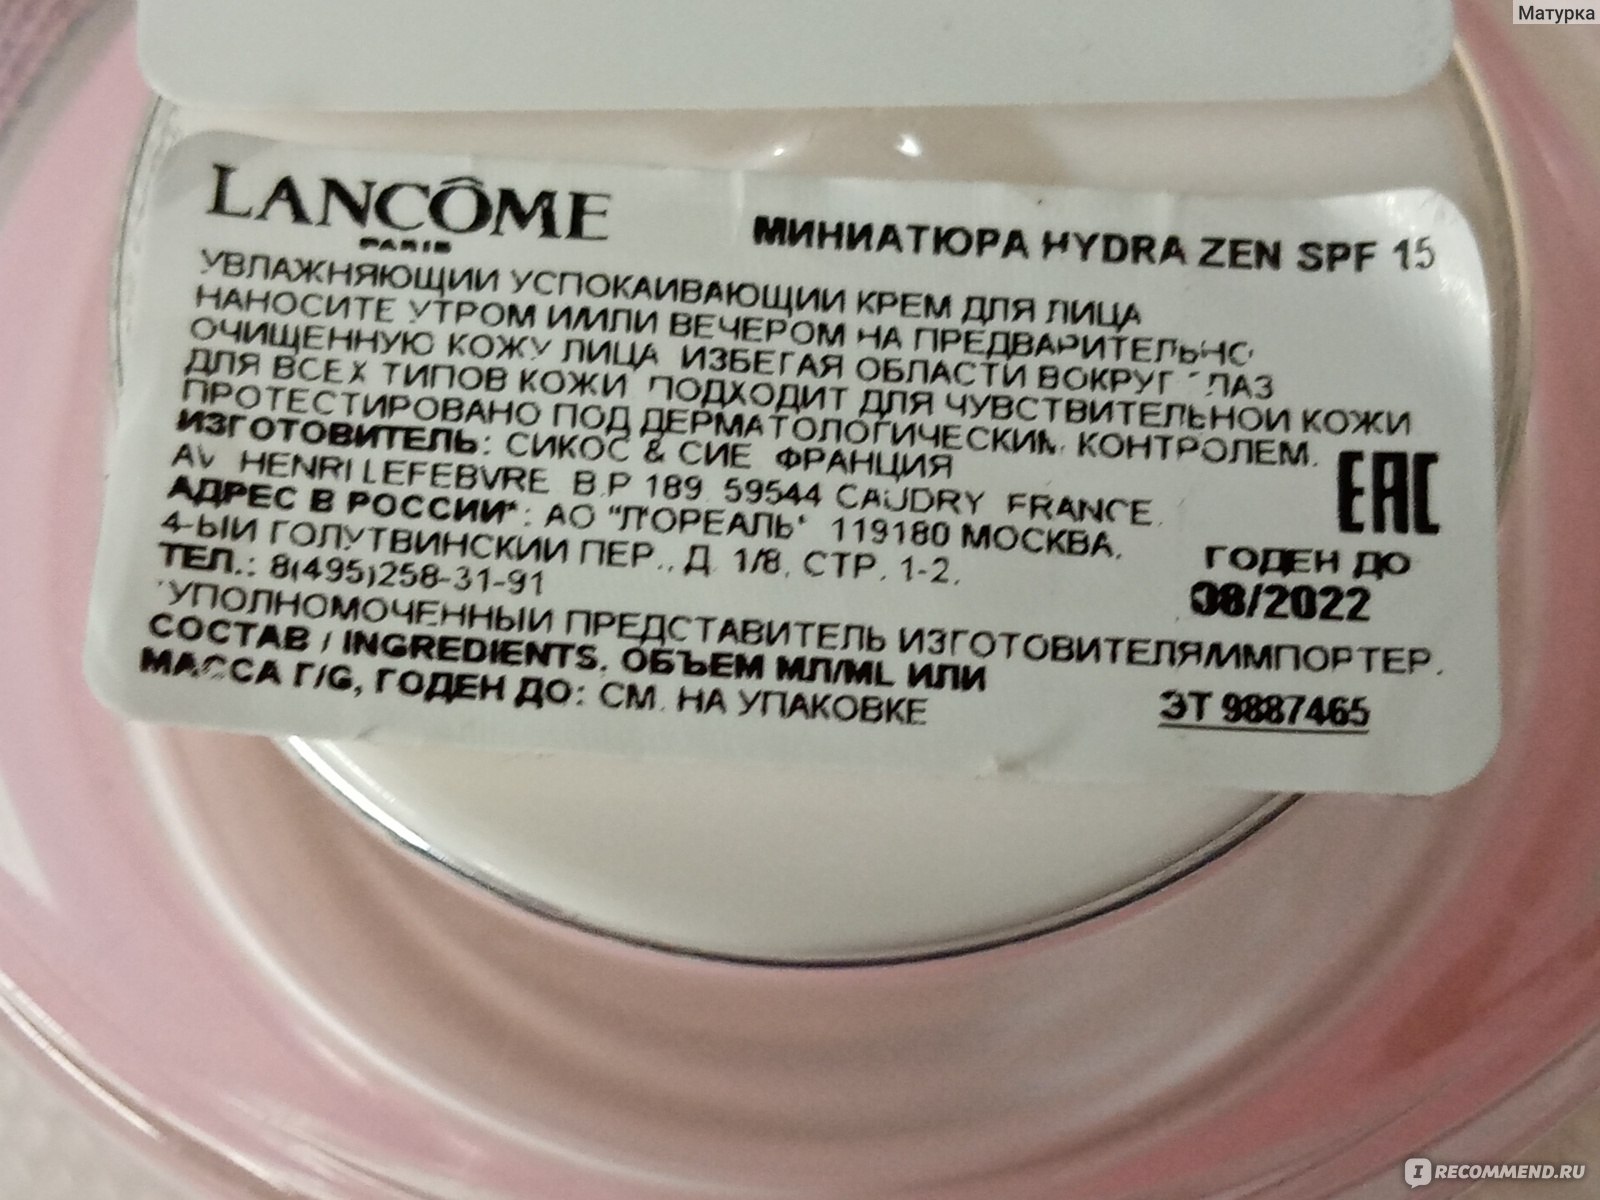 Матурка
LANCÔME
PARIS
МИНИАТЮРА HYDRA ZEN SPF 15
УВЛАЖНЯЮЩИЙ УСПОКАИВАЮЩИЙ КРЕМ ДЛЯ ЛИЦА
НАНОСИТЕ УТРОМ И/ИЛИ ВЕЧЕРОМ НА ПРЕДВАРИТЕЛЬНО
ОЧИЩЕННУЮ КОЖУ ЛИЦА ИЗБЕГАЯ ОБЛАСТИ ВОКРУГ ГЛАЗ
ДЛЯ ВСЕХ ТИПОВ КОЖИ ПОДХОДИТ ДЛЯ ЧУВСТВИТЕЛЬНОЙ КОЖИ
ПРОТЕСТИРОВАНО ПОД ДЕРМАТОЛОГИЧЕСКИМ КОНТРОЛЕМ.
ИЗГОТОВИТЕЛЬ: СИКОС & СИЕ ФРАНЦИЯ
AV HENRI LEFEBVRE B.P 189 59544 CAUDRY FRANCE.
АДРЕС В РОССИИ*: АО "Л'ОРЕАЛЬ" 119180 МОСКВА,
4-ЫЙ ГОЛУТВИНСКИЙ ПЕР., Д. 1/8, СТР. 1-2,
ТЕЛ.: 8(495)258-31-91
EAC
ГОДЕН ДО
08/2022
*УПОЛНОМОЧЕННЫЙ ПРЕДСТАВИТЕЛЬ ИЗГОТОВИТЕЛЯ/ИМПОРТЕР.
СОСТАВ / INGREDIENTS, ОБЪЕМ МЛ/ML ИЛИ
МАССА Г/G, ГОДЕН ДО: СМ. НА УПАКОВКЕ
ЭТ 9887465
IRECOMMEND.RU